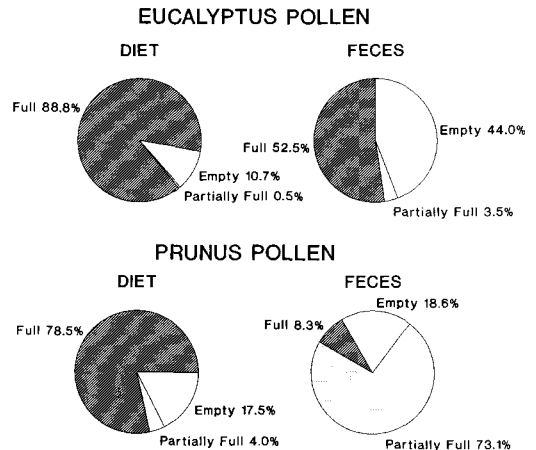 EUCALYPTUS POLLEN
DIET
FECES
Full 88.8%
Empty 10.7%
Partially Full 0.5%
Full 52.5%
Empty 44.0%
Partially Full 3.5%
PRUNUS POLLEN
DIET
FECES
Full 78.5%
Empty 17.5%
Partially Full 4.0%
Full 8.3%
Empty 18.6%
Partially Full 73.1%